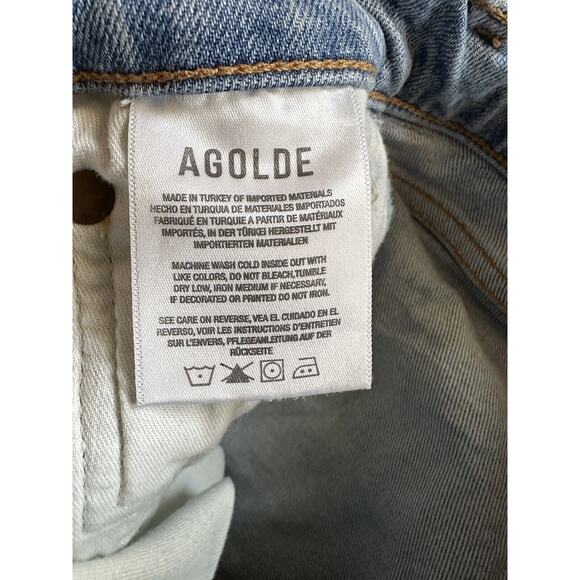 AGOLDE
MADE IN TURKEY OF IMPORTED MATERIALS
HECHO EN TURQUIA DE MATERIALES IMPORTADOS
FABRIQUÉ EN TURQUIE A PARTIR DE MATÉRIAUX
IMPORTÉS, IN DER TÜRKEI HERGESTELLT MIT
IMPORTIERTEN MATERIALIEN
MACHINE WASH COLD INSIDE OUT WITH
LIKE COLORS, DO NOT BLEACH,TUMBLE
DRY LOW, IRON MEDIUM IF NECESSARY,
IF DECORATED OR PRINTED DO NOT IRON.
SEE CARE ON REVERSE, VEA EL CUIDADO EN EL
REVERSO, VOIR LES INSTRUCTIONS D'ENTRETIEN
SUR L'ENVERS, PFLEGEANLEITUNG AUF DER
RÜCKSEITE